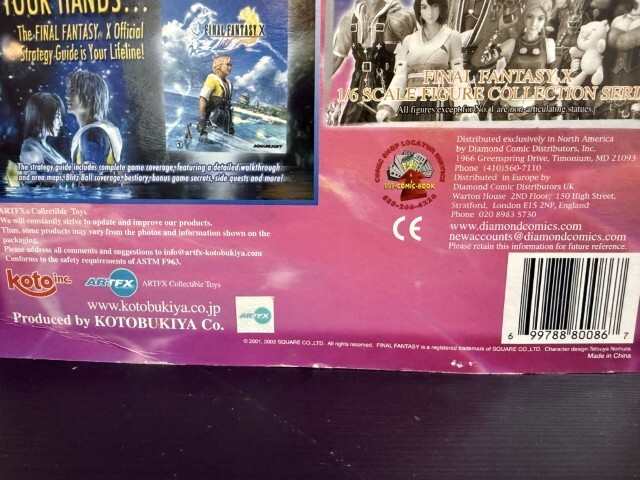 YOUR HANDS...
The FINAL FANTASY X Official
Strategy Guide is Your Lifeline!
FINAL FANTASY X
SQUARESOFT
The strategy guide includes complete game coverage, featuring a detailed walkthrough
and area maps, Blitz Ball coverage, bestiary, bonus game secrets, side quests and more!
FINAL FANTASY X
1/6 SCALE FIGURE COLLECTION SERI
All figures except for No.4 are non-articulating statues.
ARTFX Collectible Toys
We will constantly strive to update and improve our products.
Thus, some products may vary from the photos and information shown on the
packaging.
Please address all comments and suggestions to info@artfx-kotobukiya.com
Conforms to the safety requirements of ASTM F963.
koto inc.
ARTFX
ARTFX Collectible Toys
www.kotobukiya.co.jp
Produced by KOTOBUKIYA Co.
ARTFX
COMIC SHOP LOCATOR SERVICE
888-COMIC-BOOK
888-266-4226
CE
Distributed exclusively in North America
by Diamond Comic Distributors, Inc.
1966 Greenspring Drive, Timonium, MD 21093
Phone (410)560-7110
Distributed in Europe by
Diamond Comic Distributors UK
Warton House 2ND Floor, 150 High Street,
Stratford, London E15 2NP, England
Phone 020 8983 5730
www.diamondcomics.com
newaccounts@diamondcomics.com
Please retain this information for future reference.
6 99788 80086 7
© 2001, 2002 SQUARE CO.,LTD. All rights reserved. FINAL FANTASY is a registered trademark of SQUARE CO.,LTD. Character design: Tetsuya Nomura.
Made in China